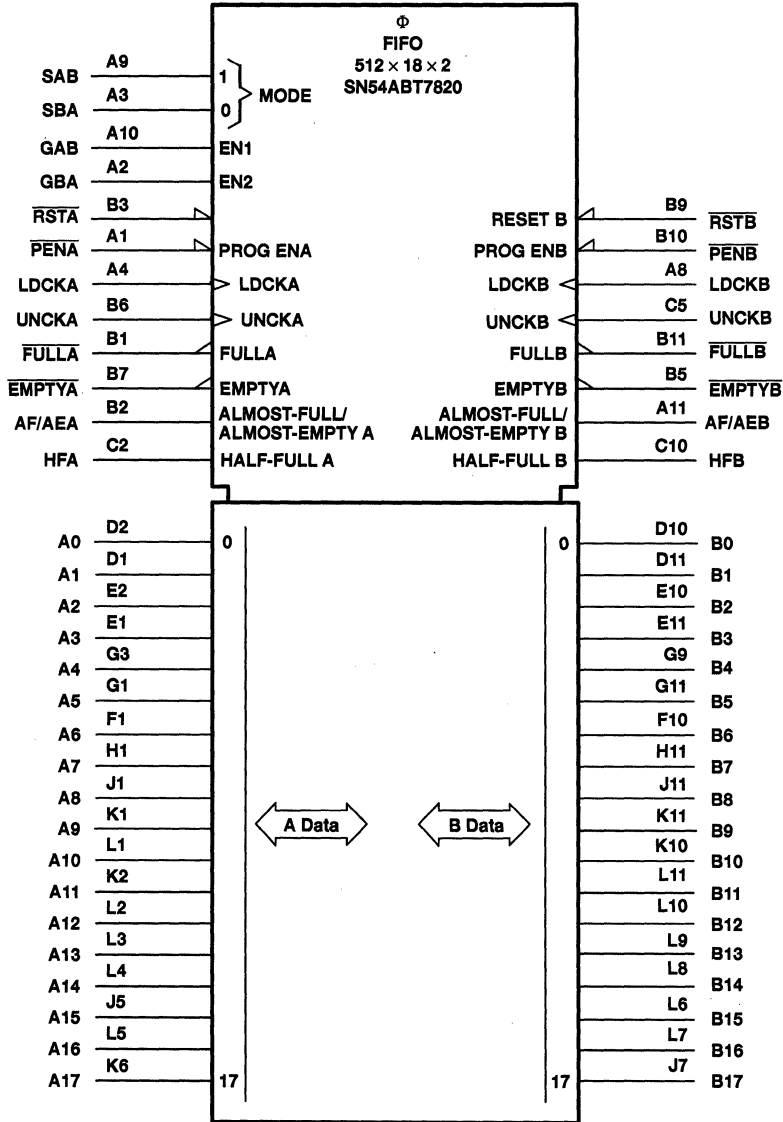 Φ
FIFO
512 × 18 × 2
SN54ABT7820
SAB A9 1
SBA A3 0
MODE
GAB A10 EN1
GBA A2 EN2
RSTA B3
PENA A1 PROG ENA
LDCKA A4 LDCKA
UNCKA B6 UNCKA
FULLA B1 FULLA
EMPTYA B7 EMPTYA
AF/AEA B2 ALMOST-FULL/
ALMOST-EMPTY A
HFA C2 HALF-FULL A
RESET B B9 RSTB
PROG ENB B10 PENB
LDCKB A8 LDCKB
UNCKB C5 UNCKB
FULLB B11 FULLB
EMPTYB B5 EMPTYB
ALMOST-FULL/
ALMOST-EMPTY B A11 AF/AEB
HALF-FULL B C10 HFB
A0 D2 0
A1 D1
A2 E2
A3 E1
A4 G3
A5 G1
A6 F1
A7 H1
A8 J1
A9 K1
A10 L1
A11 K2
A12 L2
A13 L3
A14 L4
A15 J5
A16 L5
A17 K6 17
A Data
B Data
0 D10 B0
D11 B1
E10 B2
E11 B3
G9 B4
G11 B5
F10 B6
H11 B7
J11 B8
K11 B9
K10 B10
L11 B11
L10 B12
L9 B13
L8 B14
L6 B15
L7 B16
17 J7 B17